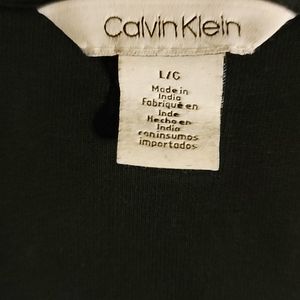 Calvin Klein
L/G
Made in
India
Fabriqué en
Inde
Hecho en
India
con insumos
importados